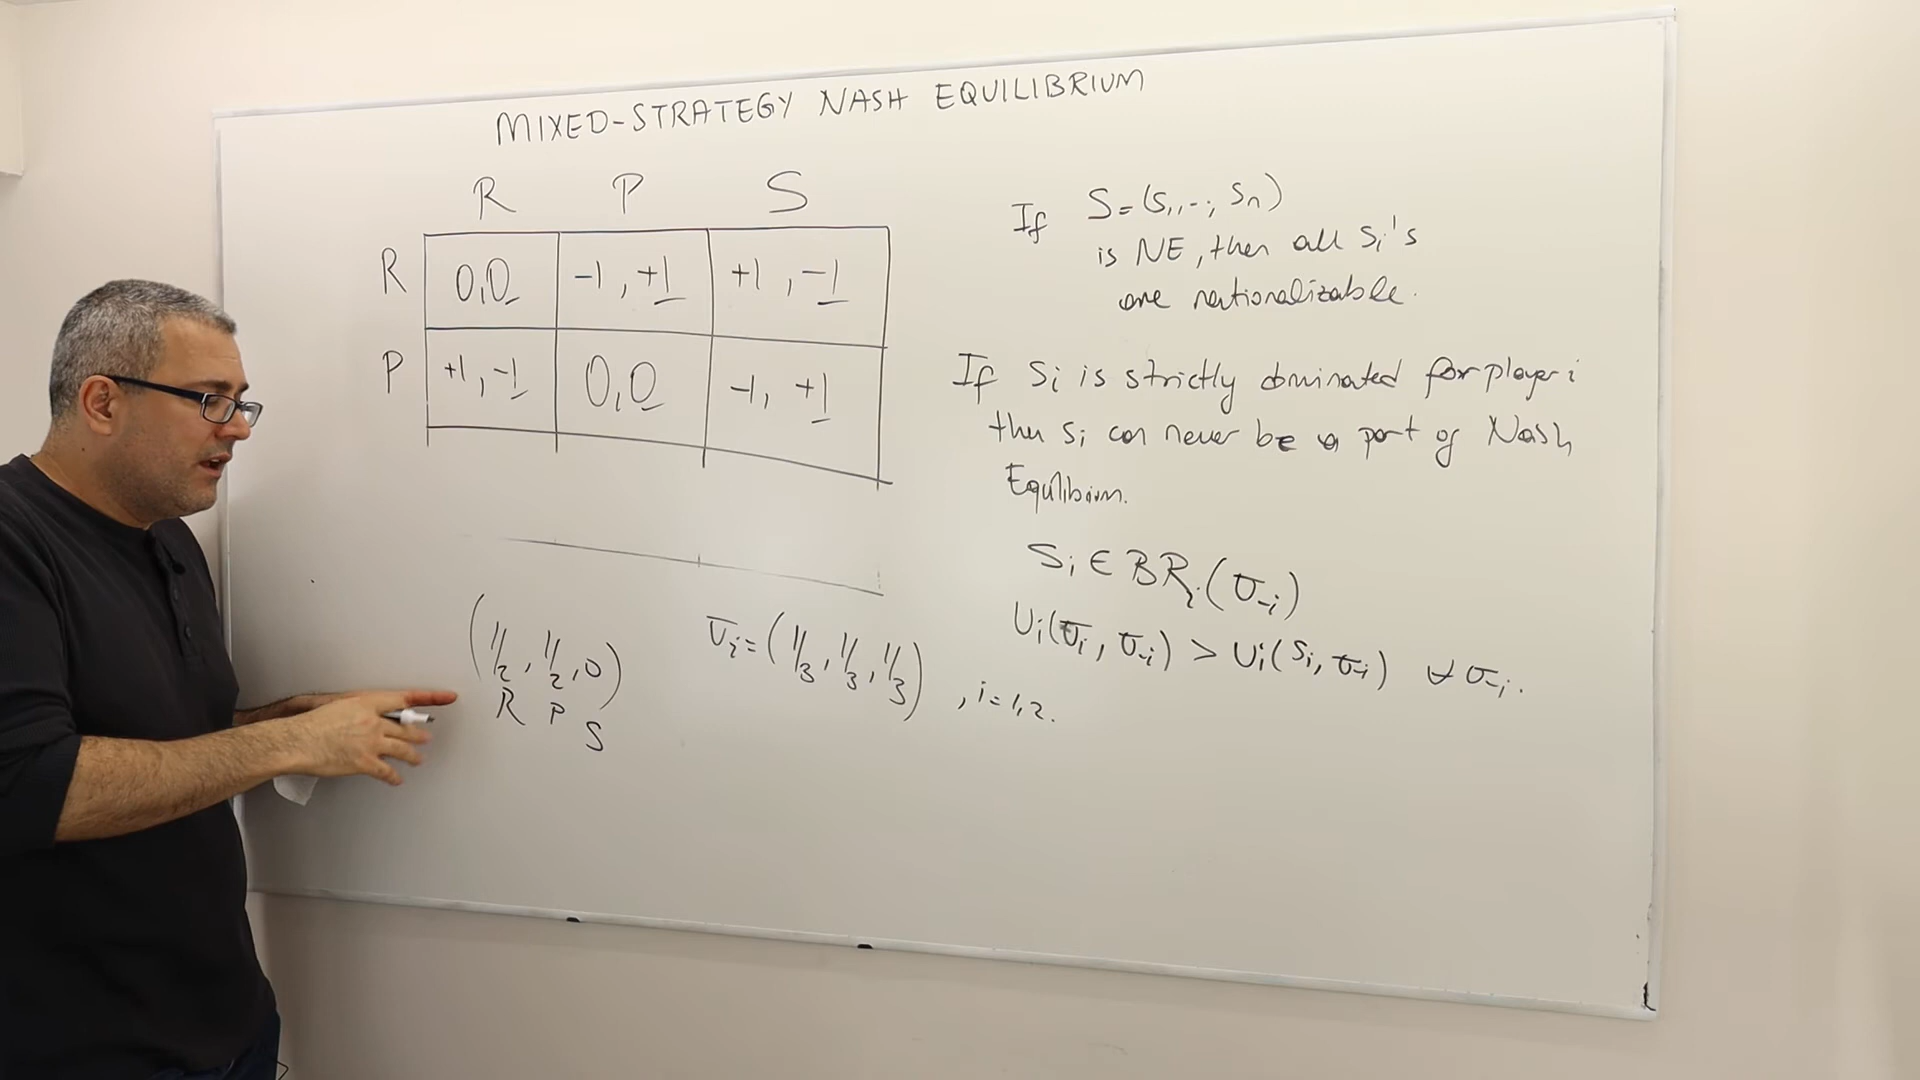 MIXED-STRATEGY NASH EQUILIBRIUM
R P S
R 0,0 -1,+1 +1,-1
P +1,-1 0,0 -1,+1
(1/2, 1/2, 0)
R P S
σi=(1/3, 1/3, 1/3), i=1,2.
If S=(s1,..., sn)
is NE, then all si's
are rationalizable.
If si is strictly dominated for player i
then si can never be a part of Nash
Equilibium.
si ∈ BRi(σ-i)
Ui(σi, σ-i) > Ui(si, σ-i) ∀ σ-i.